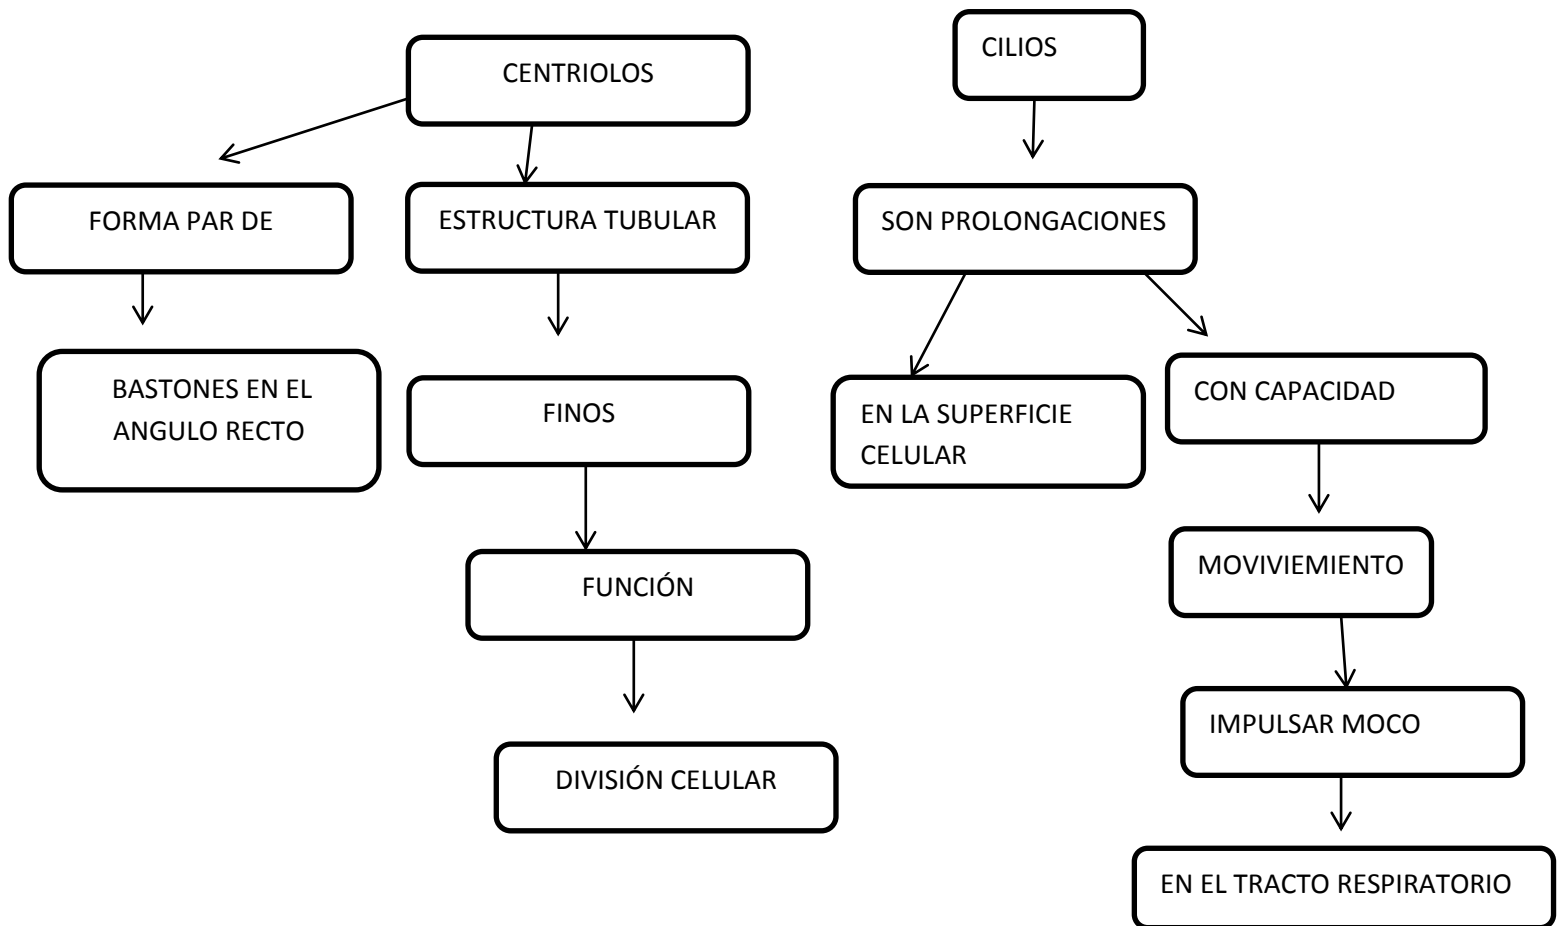 CENTRIOLOS
FORMA PAR DE
BASTONES EN EL
ANGULO RECTO
ESTRUCTURA TUBULAR
FINOS
FUNCIÓN
DIVISIÓN CELULAR
CILIOS
SON PROLONGACIONES
EN LA SUPERFICIE
CELULAR
CON CAPACIDAD
MOVIVIEMIENTO
IMPULSAR MOCO
EN EL TRACTO RESPIRATORIO